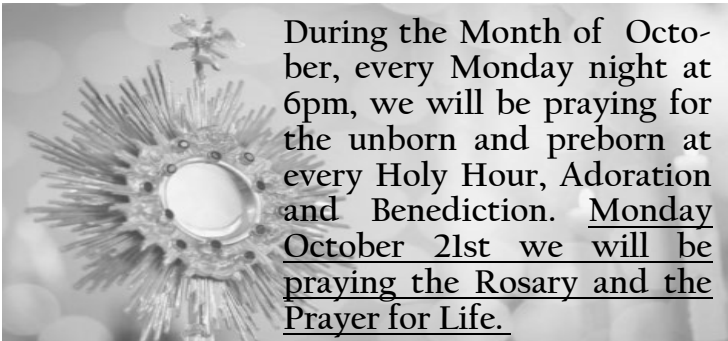 During the Month of Octo-
ber, every Monday night at
6pm, we will be praying for
the unborn and preborn at
every Holy Hour, Adoration
and Benediction. Monday
October 21st we will be
praying the Rosary and the
Prayer for Life.